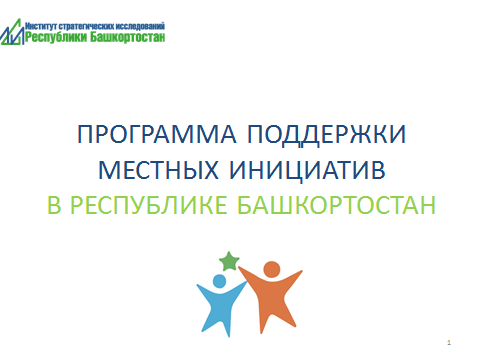 Институт стратегических исследований
Республики Башкортостан
ПРОГРАММА ПОДДЕРЖКИ
МЕСТНЫХ ИНИЦИАТИВ
В РЕСПУБЛИКЕ БАШКОРТОСТАН
1